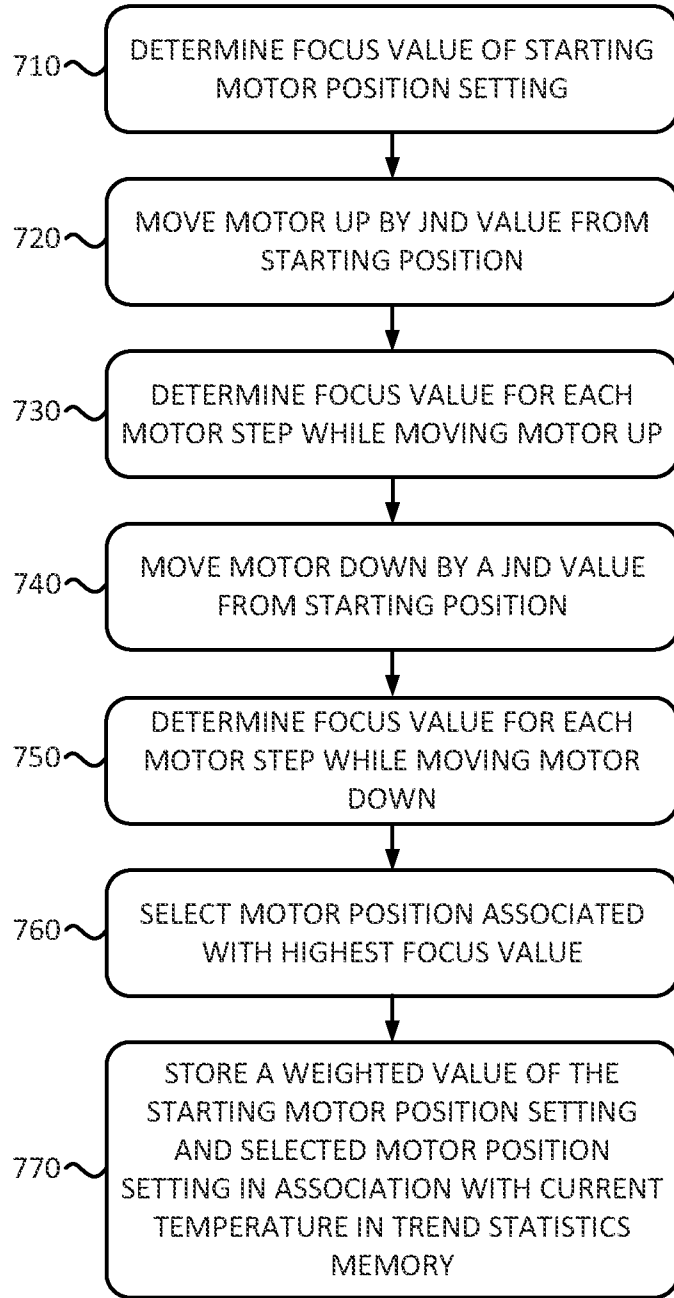 710
DETERMINE FOCUS VALUE OF STARTING
MOTOR POSITION SETTING
720
MOVE MOTOR UP BY JND VALUE FROM
STARTING POSITION
730
DETERMINE FOCUS VALUE FOR EACH
MOTOR STEP WHILE MOVING MOTOR UP
740
MOVE MOTOR DOWN BY A JND VALUE
FROM STARTING POSITION
750
DETERMINE FOCUS VALUE FOR EACH
MOTOR STEP WHILE MOVING MOTOR
DOWN
760
SELECT MOTOR POSITION ASSOCIATED
WITH HIGHEST FOCUS VALUE
770
STORE A WEIGHTED VALUE OF THE
STARTING MOTOR POSITION SETTING
AND SELECTED MOTOR POSITION
SETTING IN ASSOCIATION WITH CURRENT
TEMPERATURE IN TREND STATISTICS
MEMORY